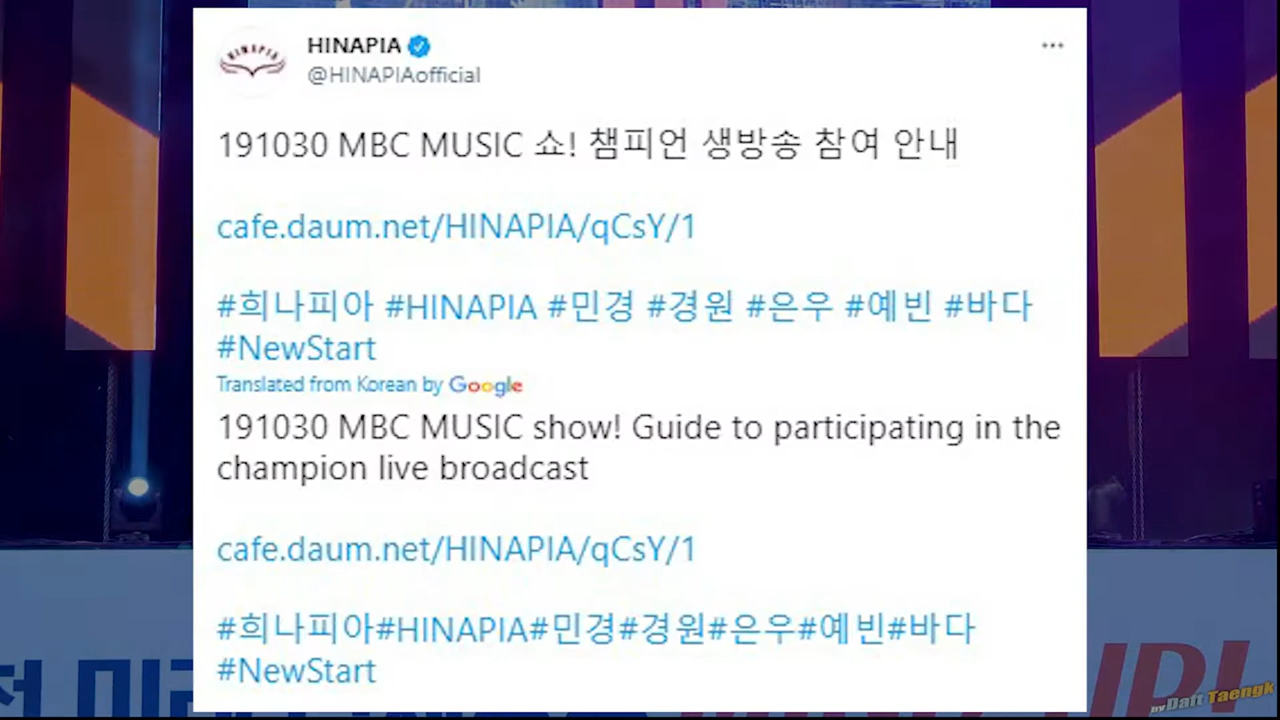 HINAPIA
HINAPIA
@HINAPIAofficial
191030 MBC MUSIC 쇼! 챔피언 생방송 참여 안내
cafe.daum.net/HINAPIA/qCsY/1
#희나피아 #HINAPIA #민경 #경원 #은우 #예빈 #바다
#NewStart
Translated from Korean by Google
191030 MBC MUSIC show! Guide to participating in the
champion live broadcast
cafe.daum.net/HINAPIA/qCsY/1
#희나피아#HINAPIA#민경#경원#은우#예빈#바다
#NewStart
by Daft Taengk